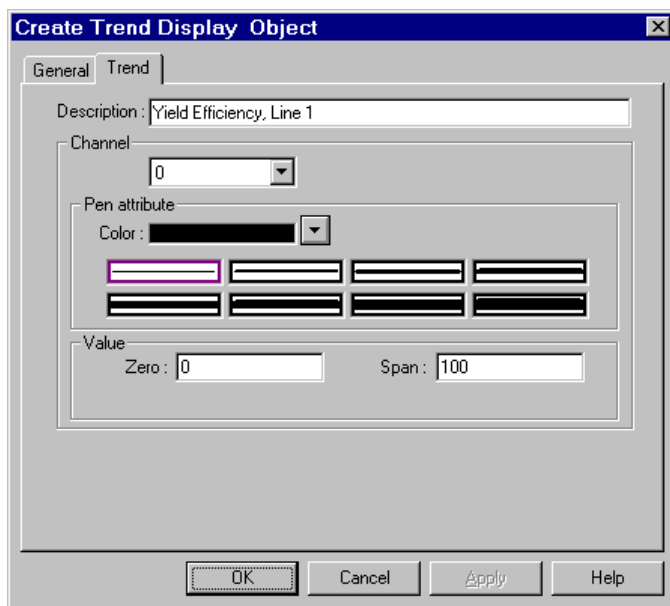 Create Trend Display Object
General Trend
Description : Yield Efficiency, Line 1
Channel
0
Pen attribute
Color :
Value
Zero : 0 Span : 100
OK Cancel Apply Help